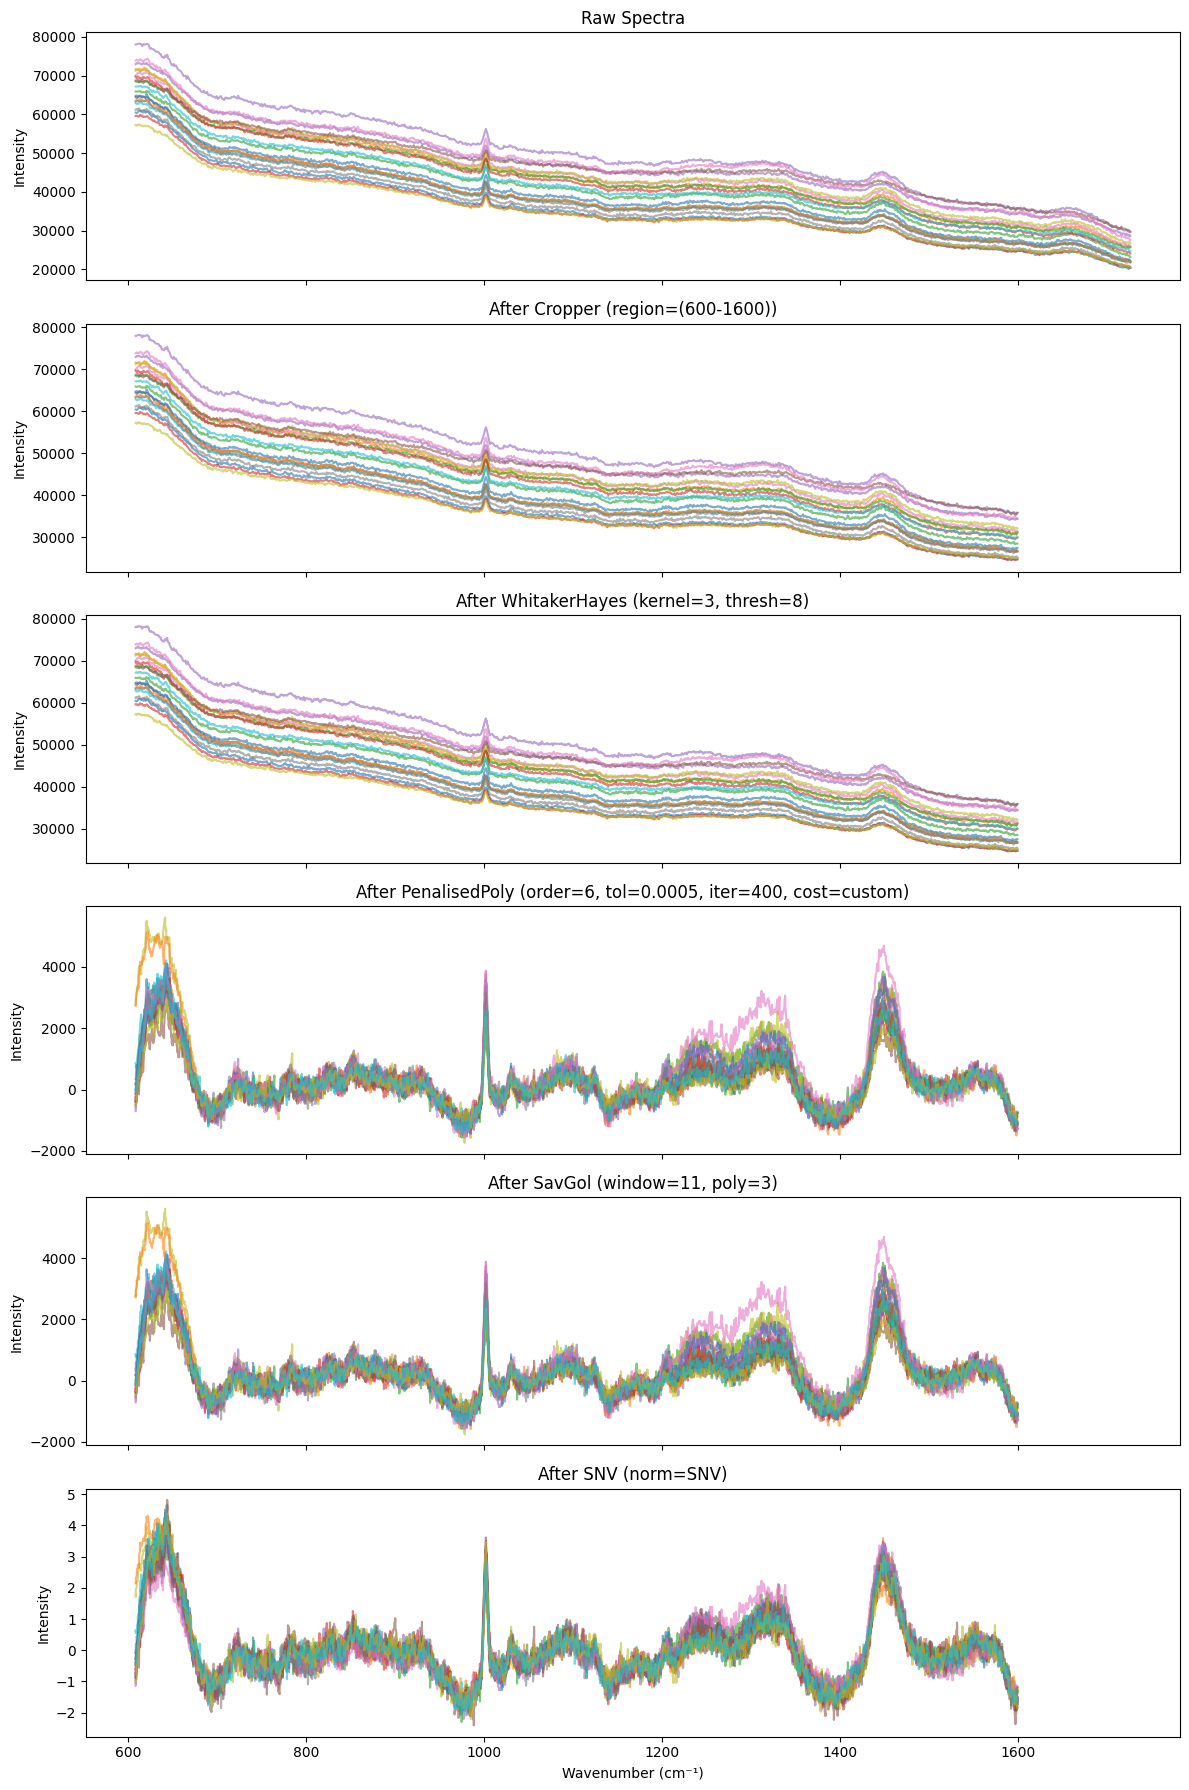 Raw Spectra
80000
70000
60000
50000
40000
30000
20000
Intensity
After Cropper (region=(600-1600))
80000
70000
60000
50000
40000
30000
Intensity
After WhitakerHayes (kernel=3, thresh=8)
80000
70000
60000
50000
40000
30000
Intensity
After PenalisedPoly (order=6, tol=0.0005, iter=400, cost=custom)
4000
2000
0
−2000
Intensity
After SavGol (window=11, poly=3)
4000
2000
0
−2000
Intensity
After SNV (norm=SNV)
5
4
3
2
1
0
−1
−2
Intensity
600 800 1000 1200 1400 1600
Wavenumber (cm⁻¹)